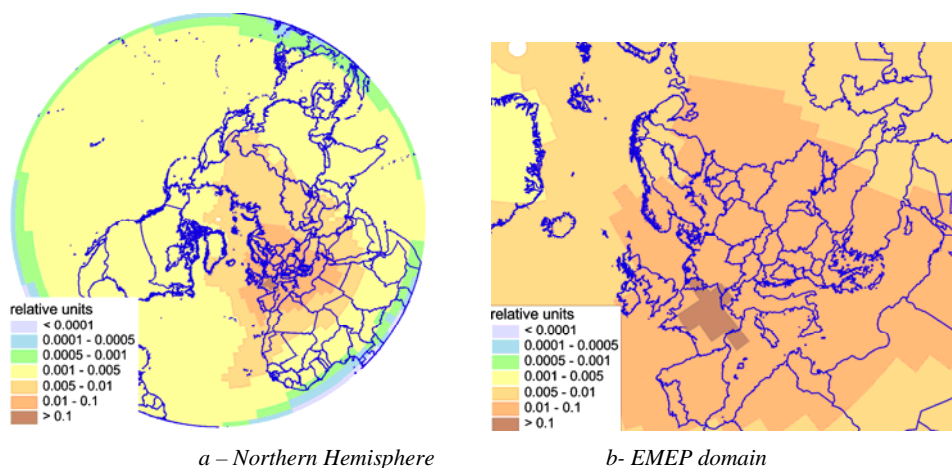 relative units
< 0.0001
0.0001 - 0.0005
0.0005 - 0.001
0.001 - 0.005
0.005 - 0.01
0.01 - 0.1
> 0.1
relative units
< 0.0001
0.0001 - 0.0005
0.0005 - 0.001
0.001 - 0.005
0.005 - 0.01
0.01 - 0.1
> 0.1
a – Northern Hemisphere
b- EMEP domain